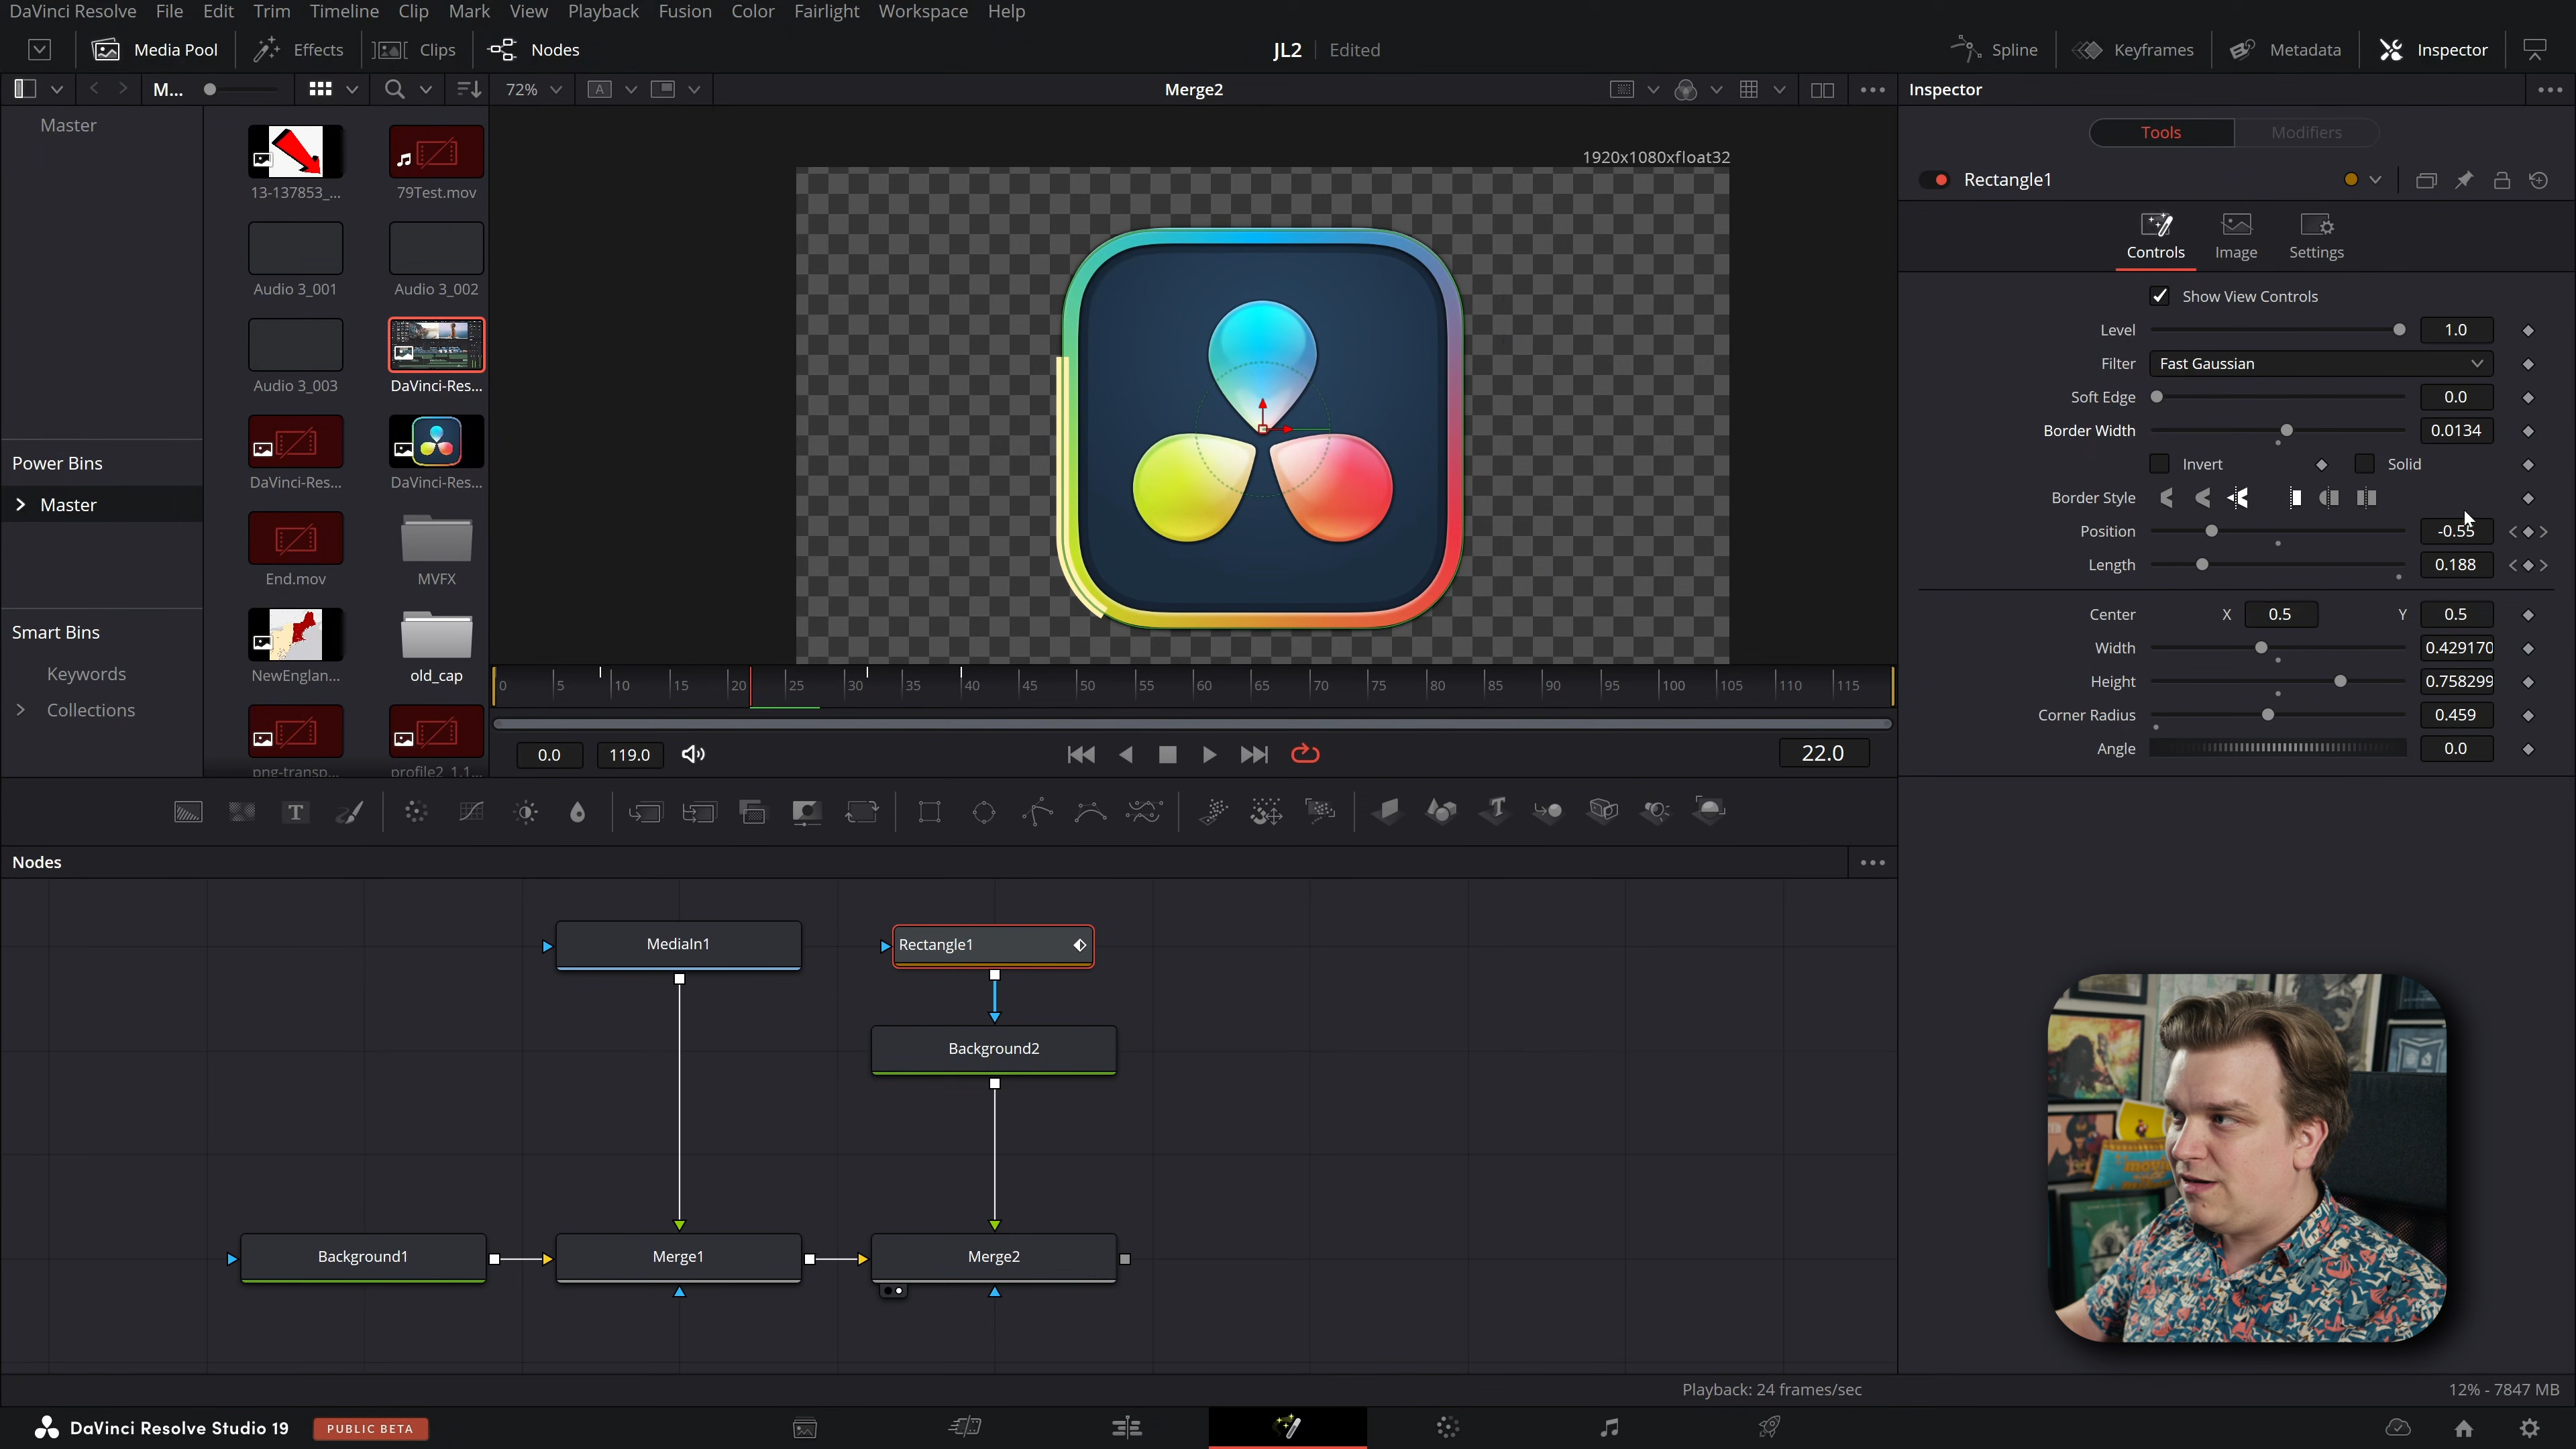 DaVinci Resolve File Edit Trim Timeline Clip Mark View Playback Fusion Color Fairlight Workspace Help
Media Pool Effects Clips Nodes JL2 Edited Spline Keyframes Metadata Inspector
M... 72% A Merge2 Inspector
Master
13-137853_...
79Test.mov
Audio 3_001
Audio 3_002
Audio 3_003
DaVinci-Res...
DaVinci-Res...
DaVinci-Res...
End.mov
MVFX
NewEnglan...
old_cap
png-transp...
profile2_1.1...
Power Bins
Master
Smart Bins
Keywords
Collections
1920x1080xfloat32
0 5 10 15 20 25 30 35 40 45 50 55 60 65 70 75 80 85 90 95 100 105 110 115
0.0 119.0 22.0
Tools Modifiers
Rectangle1
Controls Image Settings
Show View Controls
Level 1.0
Filter Fast Gaussian
Soft Edge 0.0
Border Width 0.0134
Invert Solid
Border Style
Position -0.55
Length 0.188
Center X 0.5 Y 0.5
Width 0.429170
Height 0.758299
Corner Radius 0.459
Angle 0.0
T T
Nodes
MediaIn1
Rectangle1
Background2
Background1
Merge1
Merge2
Playback: 24 frames/sec 12% - 7847 MB
DaVinci Resolve Studio 19 PUBLIC BETA